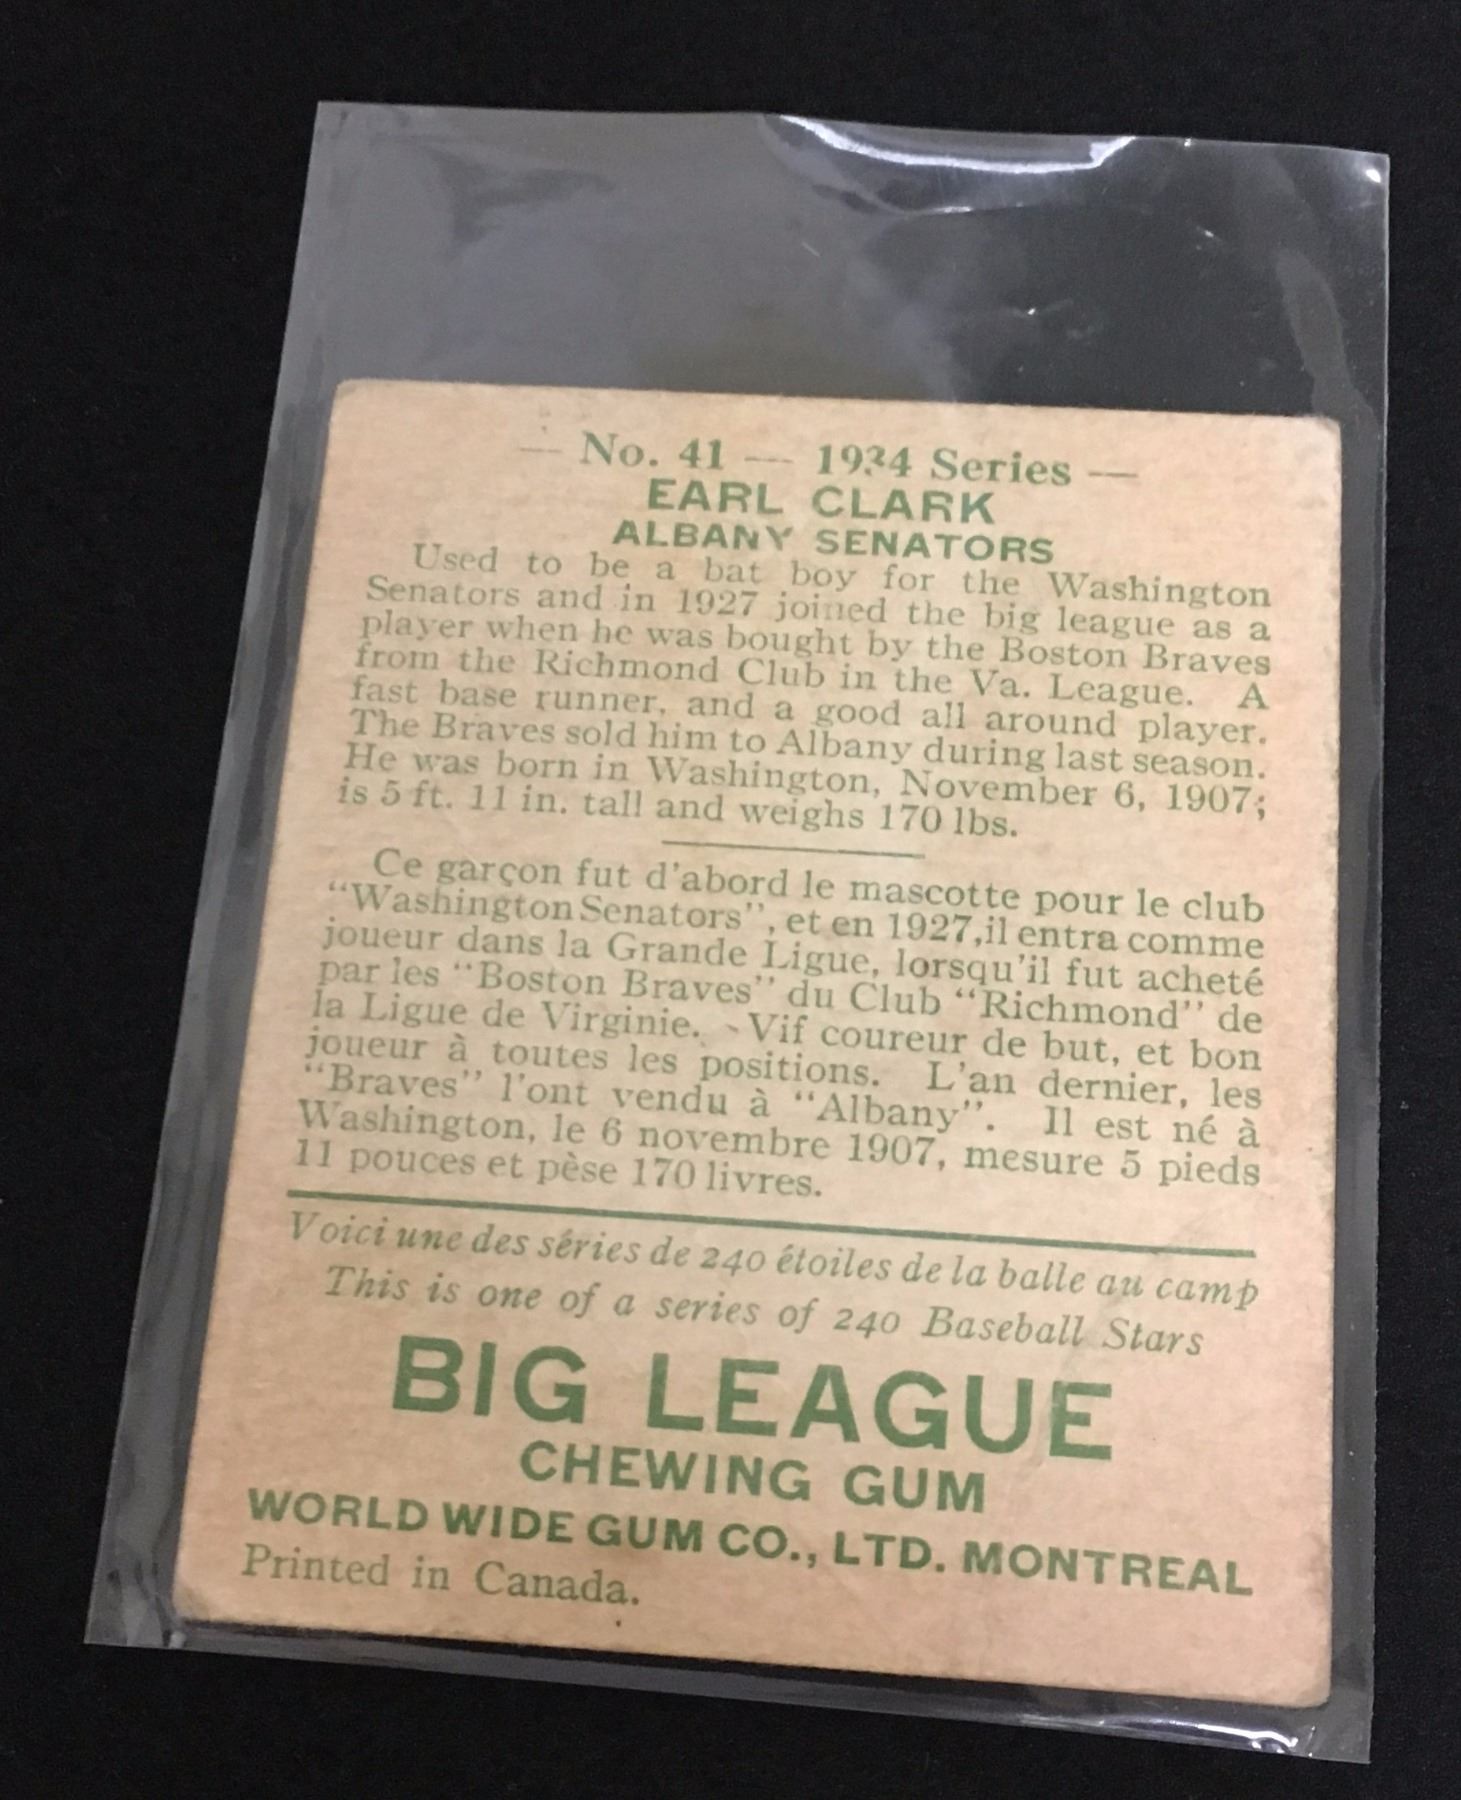 — No. 41 — 1934 Series —
EARL CLARK
ALBANY SENATORS
Used to be a bat boy for the Washington
Senators and in 1927 joined the big league as a
player when he was bought by the Boston Braves
from the Richmond Club in the Va. League. A
fast base runner, and a good all around player.
The Braves sold him to Albany during last season.
He was born in Washington, November 6, 1907;
is 5 ft. 11 in. tall and weighs 170 lbs.
Ce garçon fut d'abord le mascotte pour le club
"Washington Senators", et en 1927, il entra comme
joueur dans la Grande Ligue, lorsqu'il fut acheté
par les "Boston Braves" du Club "Richmond" de
la Ligue de Virginie. Vif coureur de but, et bon
joueur à toutes les positions. L'an dernier, les
"Braves" l'ont vendu à "Albany". Il est né à
Washington, le 6 novembre 1907, mesure 5 pieds
11 pouces et pèse 170 livres.
Voici une des séries de 240 étoiles de la balle au camp
This is one of a series of 240 Baseball Stars
BIG LEAGUE
CHEWING GUM
WORLD WIDE GUM CO., LTD. MONTREAL
Printed in Canada.